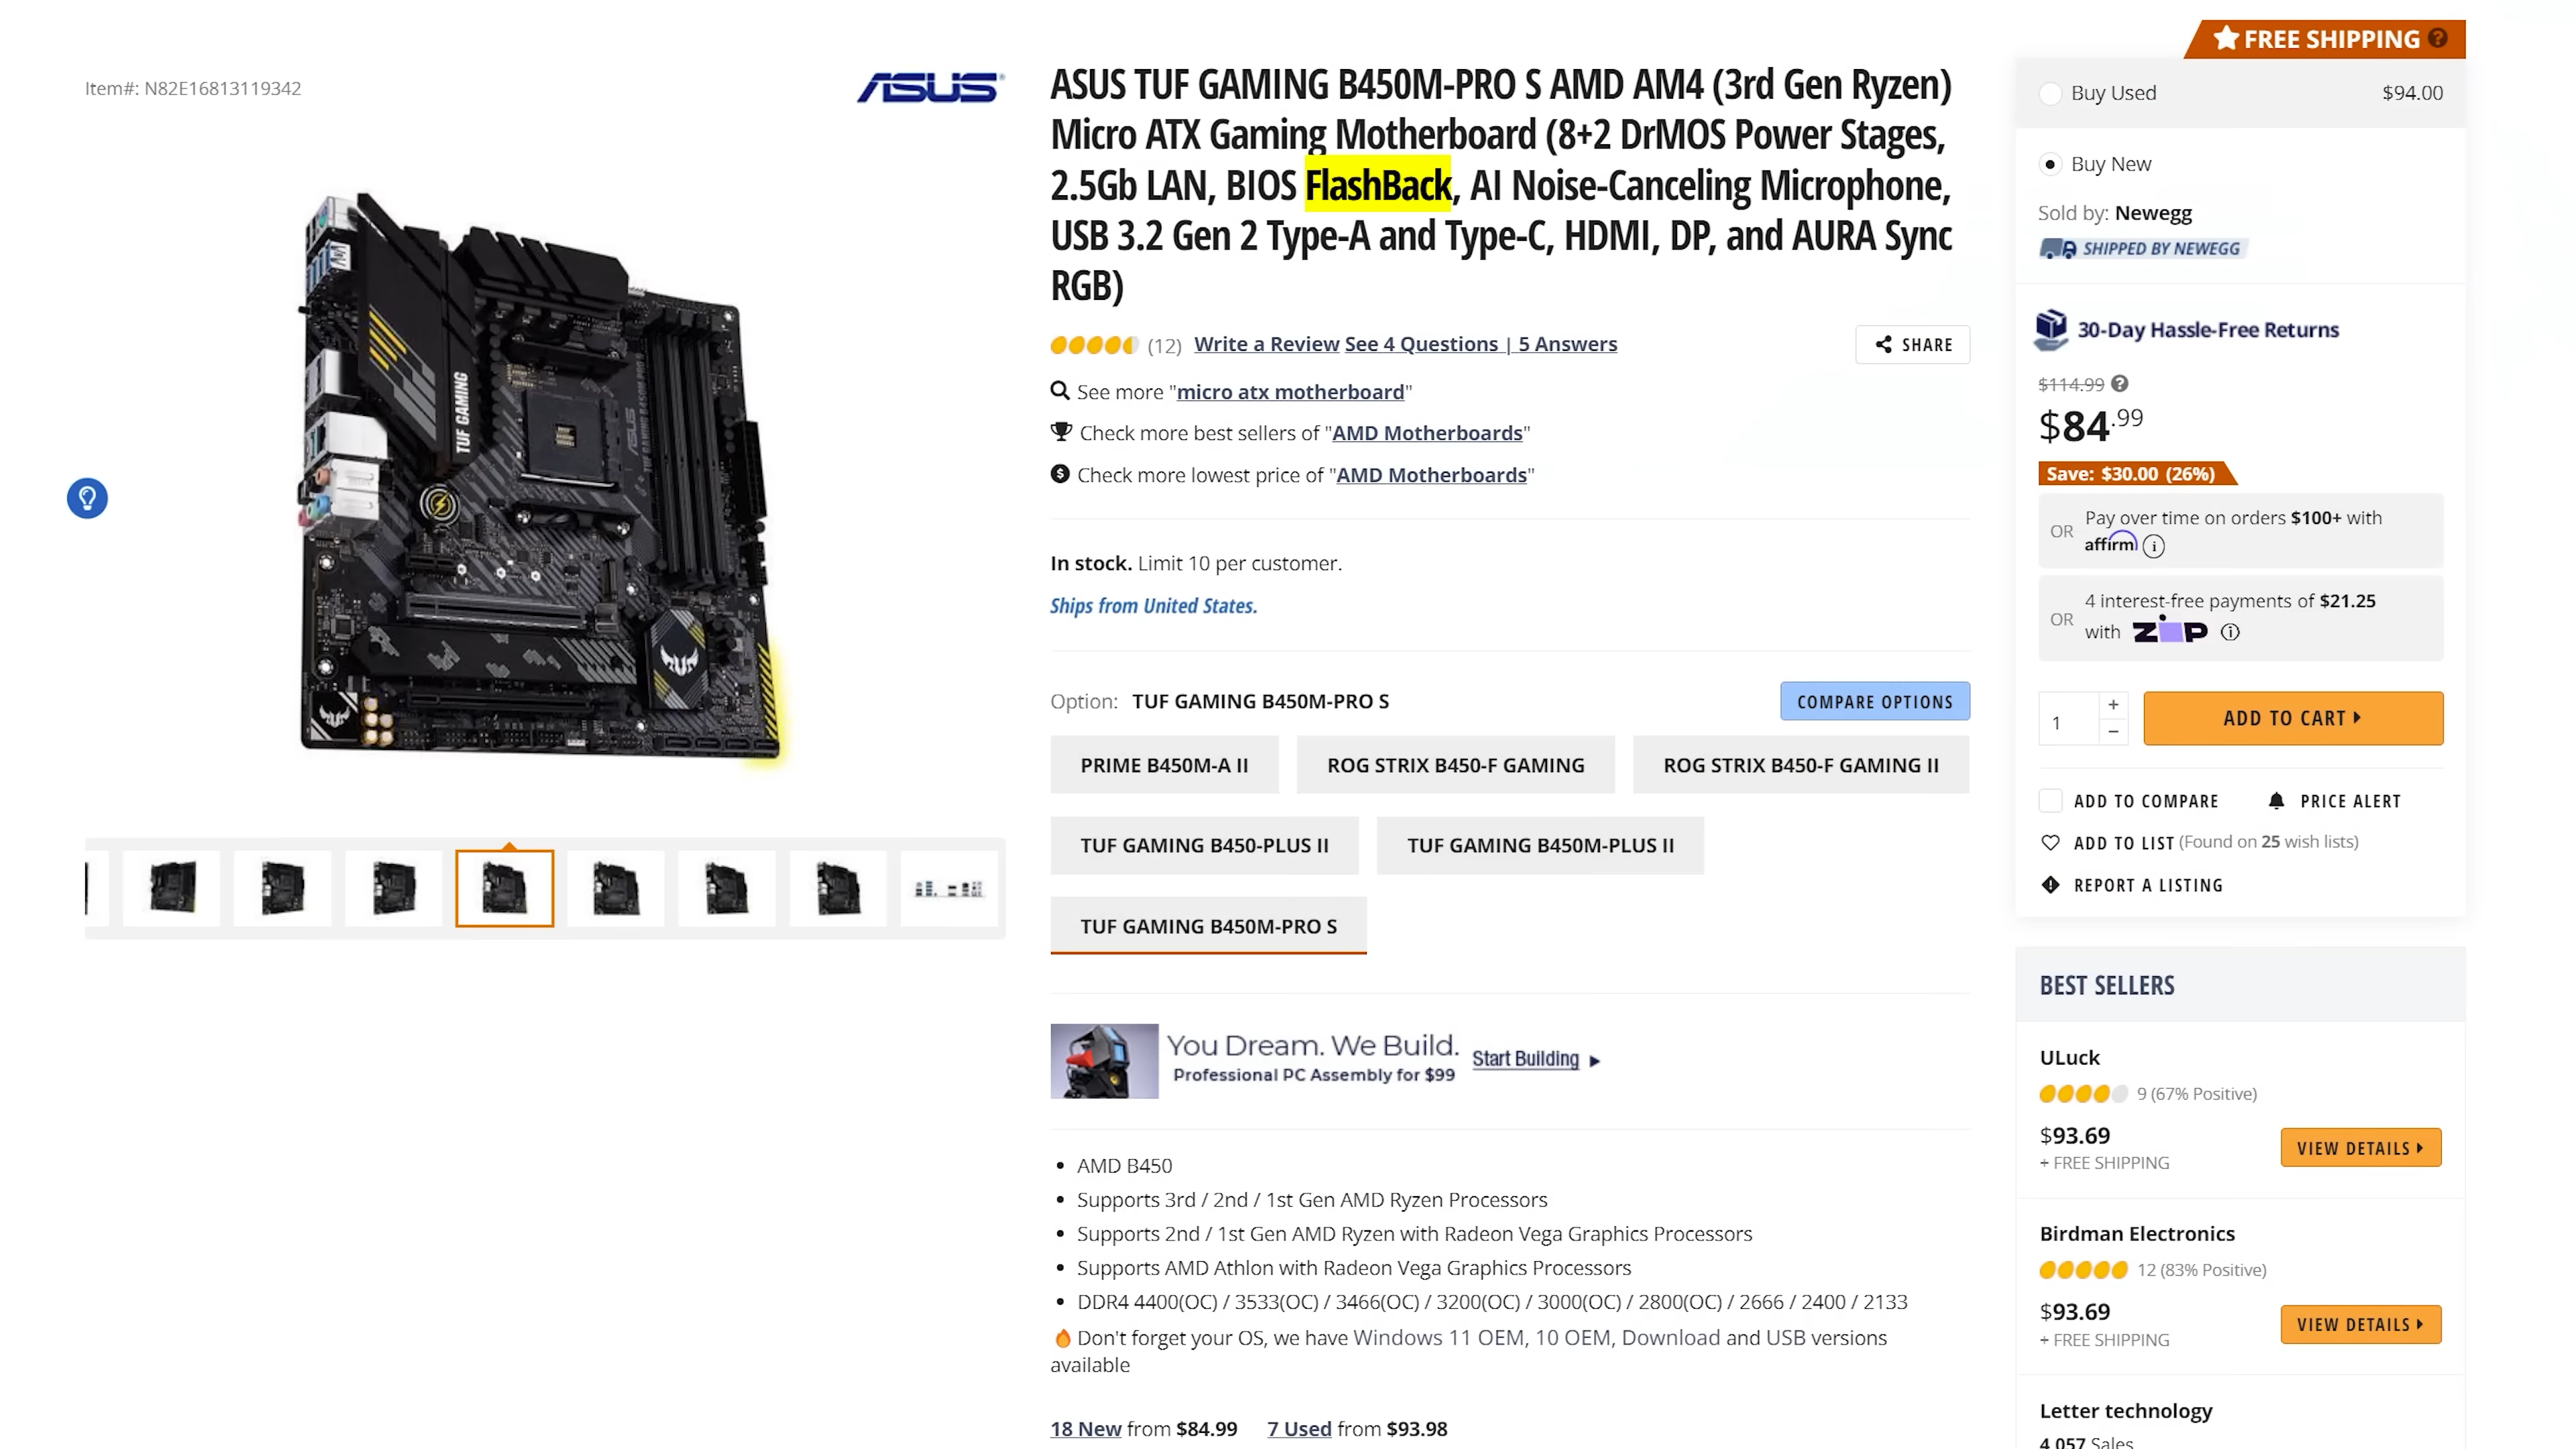 FREE SHIPPING
Item#: N82E16813119342
ASUS
ASUS TUF GAMING B450M-PRO S AMD AM4 (3rd Gen Ryzen)
Micro ATX Gaming Motherboard (8+2 DrMOS Power Stages,
2.5Gb LAN, BIOS FlashBack, AI Noise-Canceling Microphone,
USB 3.2 Gen 2 Type-A and Type-C, HDMI, DP, and AURA Sync
RGB)
(12) Write a Review See 4 Questions | 5 Answers
SHARE
See more "micro atx motherboard"
Check more best sellers of "AMD Motherboards"
Check more lowest price of "AMD Motherboards"
In stock. Limit 10 per customer.
Ships from United States.
Option: TUF GAMING B450M-PRO S
COMPARE OPTIONS
PRIME B450M-A II
ROG STRIX B450-F GAMING
ROG STRIX B450-F GAMING II
TUF GAMING B450-PLUS II
TUF GAMING B450M-PLUS II
TUF GAMING B450M-PRO S
You Dream. We Build.
Professional PC Assembly for $99
Start Building
• AMD B450
• Supports 3rd / 2nd / 1st Gen AMD Ryzen Processors
• Supports 2nd / 1st Gen AMD Ryzen with Radeon Vega Graphics Processors
• Supports AMD Athlon with Radeon Vega Graphics Processors
• DDR4 4400(OC) / 3533(OC) / 3466(OC) / 3200(OC) / 3000(OC) / 2800(OC) / 2666 / 2400 / 2133
Don't forget your OS, we have Windows 11 OEM, 10 OEM, Download and USB versions
available
18 New from $84.99 7 Used from $93.98
TUF GAMING
Buy Used $94.00
Buy New
Sold by: Newegg
SHIPPED BY NEWEGG
30-Day Hassle-Free Returns
$114.99
$84.99
Save: $30.00 (26%)
OR Pay over time on orders $100+ with
affirm
OR 4 interest-free payments of $21.25
with ZIP
1 + −
ADD TO CART
ADD TO COMPARE
PRICE ALERT
ADD TO LIST (Found on 25 wish lists)
REPORT A LISTING
BEST SELLERS
ULuck
9 (67% Positive)
$93.69
+ FREE SHIPPING
VIEW DETAILS
Birdman Electronics
12 (83% Positive)
$93.69
+ FREE SHIPPING
VIEW DETAILS
Letter technology
4,057 Sales